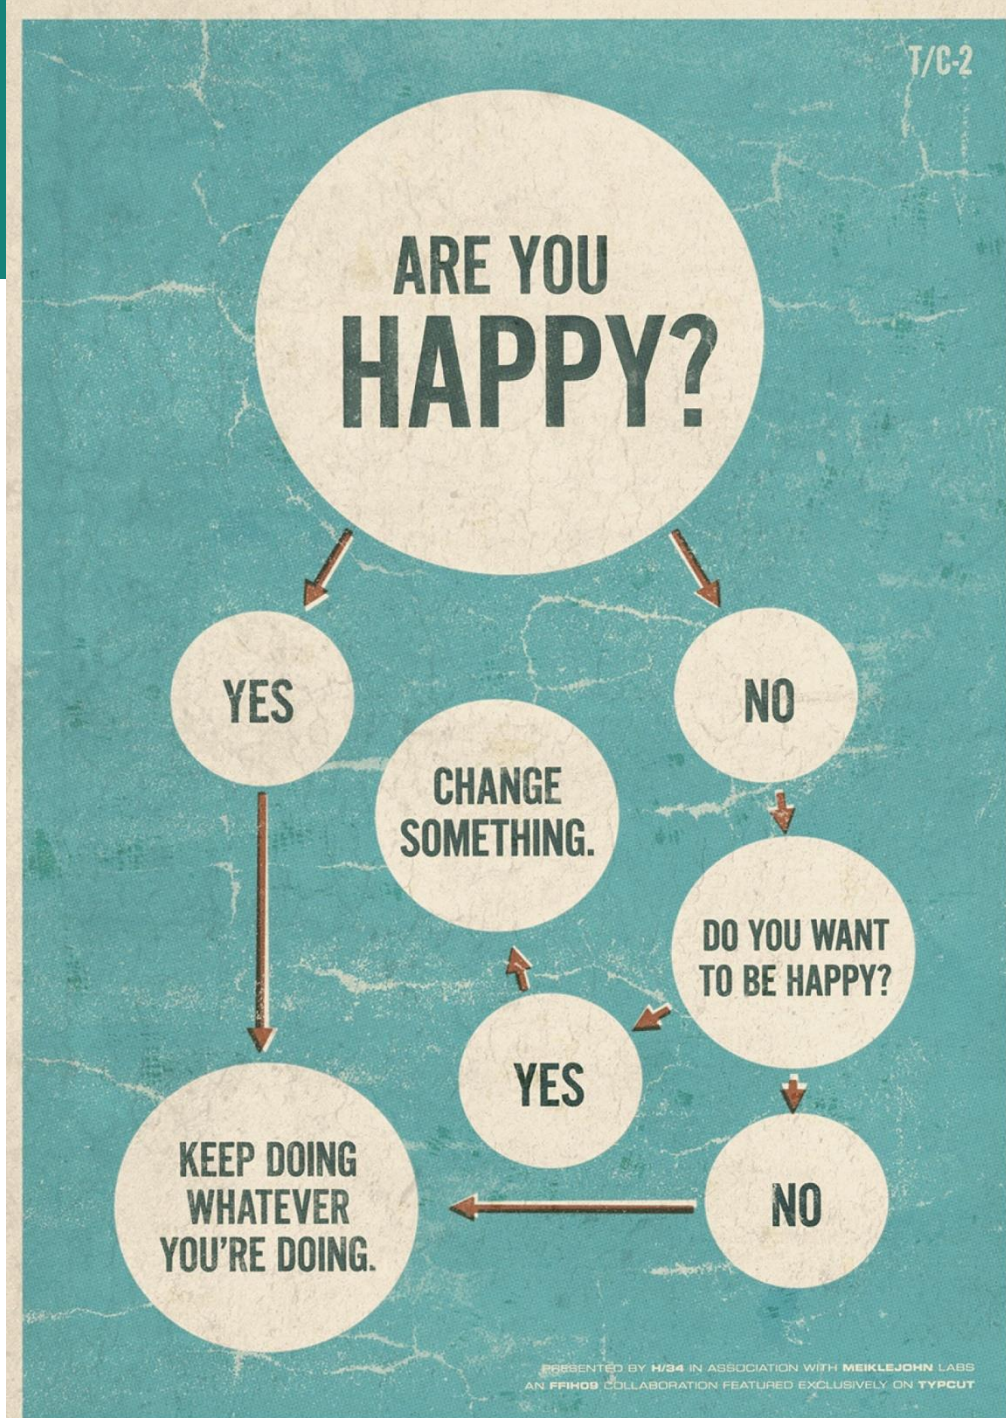 T/C-2
ARE YOU
HAPPY?
YES
NO
CHANGE
SOMETHING.
DO YOU WANT
TO BE HAPPY?
YES
KEEP DOING
WHATEVER
YOU'RE DOING.
NO
PRESENTED BY H/34 IN ASSOCIATION WITH MEIKLEJOHN LABS
AN FFIH09 COLLABORATION FEATURED EXCLUSIVELY ON TYPCUT